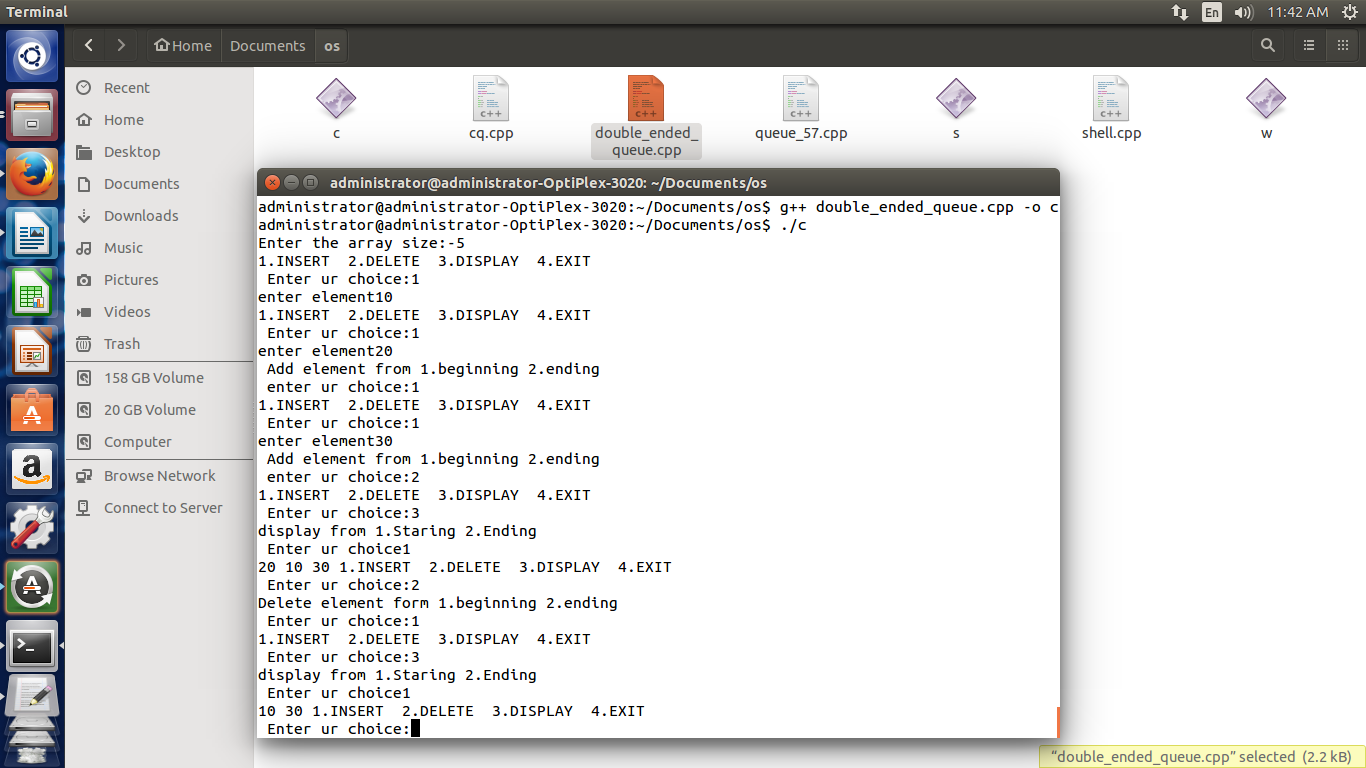 Terminal
En
11:42 AM
Home Documents os
Recent
Home
Desktop
Documents
Downloads
Music
Pictures
Videos
Trash
158 GB Volume
20 GB Volume
Computer
Browse Network
Connect to Server
c
cq.cpp
double_ended_
queue.cpp
queue_57.cpp
s
shell.cpp
w
administrator@administrator-OptiPlex-3020: ~/Documents/os
administrator@administrator-OptiPlex-3020:~/Documents/os$ g++ double_ended_queue.cpp -o c
administrator@administrator-OptiPlex-3020:~/Documents/os$ ./c
Enter the array size:-5
1.INSERT  2.DELETE  3.DISPLAY  4.EXIT
 Enter ur choice:1
enter element10
1.INSERT  2.DELETE  3.DISPLAY  4.EXIT
 Enter ur choice:1
enter element20
 Add element from 1.beginning 2.ending
 enter ur choice:1
1.INSERT  2.DELETE  3.DISPLAY  4.EXIT
 Enter ur choice:1
enter element30
 Add element from 1.beginning 2.ending
 enter ur choice:2
1.INSERT  2.DELETE  3.DISPLAY  4.EXIT
 Enter ur choice:3
display from 1.Staring 2.Ending
 Enter ur choice1
20 10 30 1.INSERT  2.DELETE  3.DISPLAY  4.EXIT
 Enter ur choice:2
Delete element form 1.beginning 2.ending
 Enter ur choice:1
1.INSERT  2.DELETE  3.DISPLAY  4.EXIT
 Enter ur choice:3
display from 1.Staring 2.Ending
 Enter ur choice1
10 30 1.INSERT  2.DELETE  3.DISPLAY  4.EXIT
 Enter ur choice:
“double_ended_queue.cpp” selected (2.2 kB)